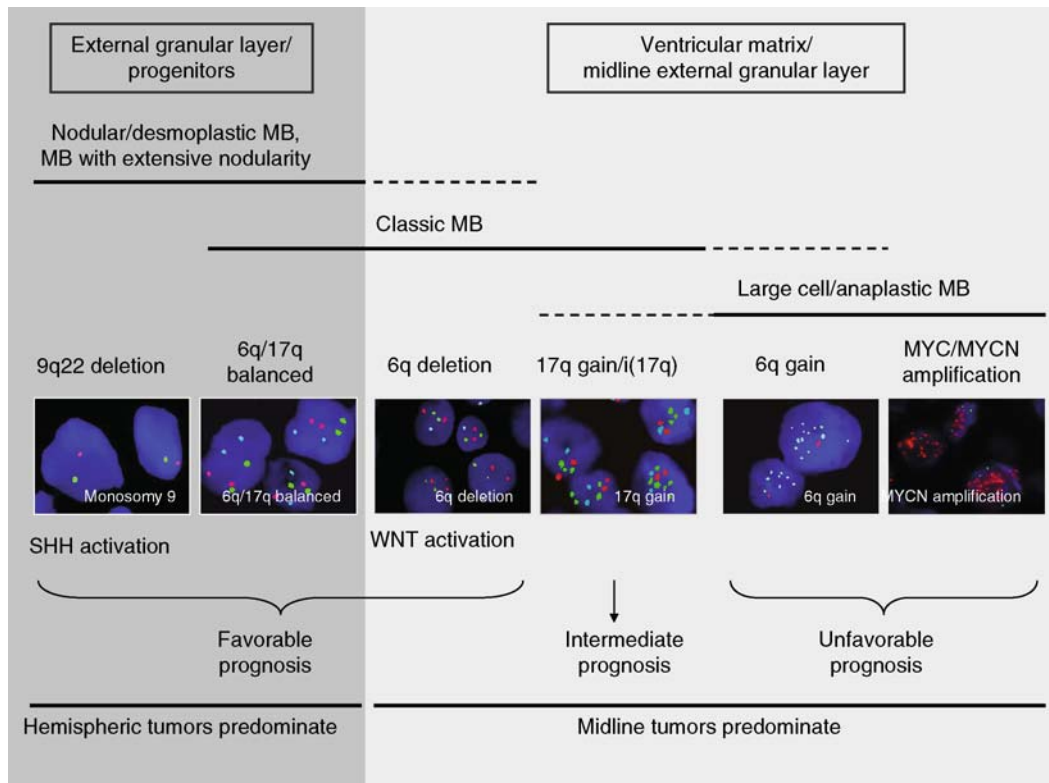 External granular layer/
progenitors
Ventricular matrix/
midline external granular layer
Nodular/desmoplastic MB,
MB with extensive nodularity
Classic MB
Large cell/anaplastic MB
9q22 deletion
6q/17q
balanced
6q deletion
17q gain/i(17q)
6q gain
MYC/MYCN
amplification
Monosomy 9
6q/17q balanced
6q deletion
17q gain
6q gain
MYCN amplification
SHH activation
WNT activation
Favorable
prognosis
Intermediate
prognosis
Unfavorable
prognosis
Hemispheric tumors predominate
Midline tumors predominate